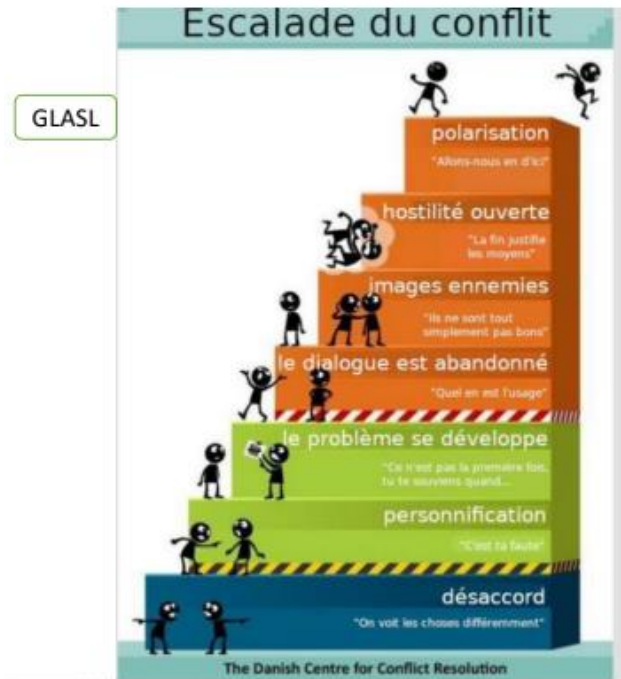 Escalade du conflit
GLASL
polarisation
"Allons-nous en d'ici"
hostilité ouverte
"La fin justifie
les moyens"
images ennemies
"Ils ne sont tout
simplement pas bons"
le dialogue est abandonné
"Quel en est l'usage"
le problème se développe
"Ce n'est pas la première fois,
tu te souviens quand...
personnification
"C'est ta faute"
désaccord
"On voit les choses différemment"
The Danish Centre for Conflict Resolution